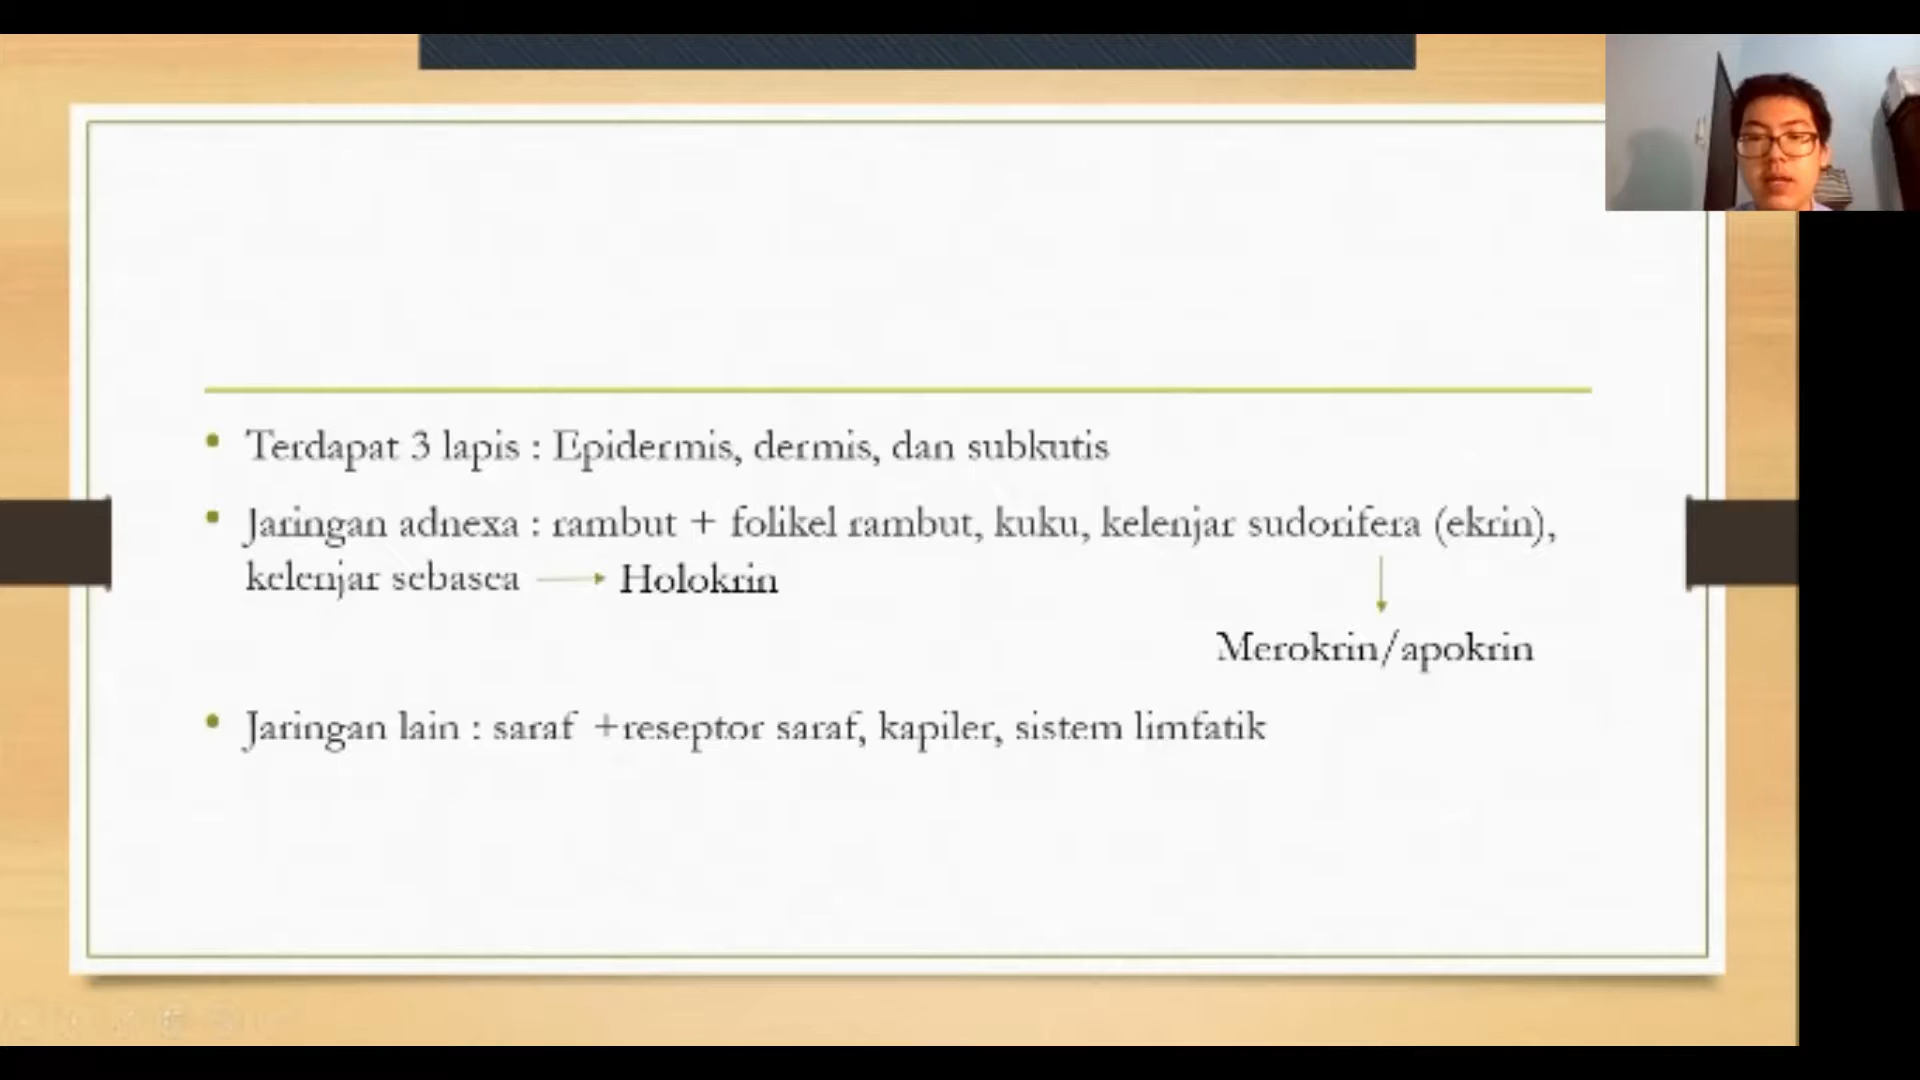 Terdapat 3 lapis : Epidermis, dermis, dan subkutis
Jaringan adnexa : rambut + folikel rambut, kuku, kelenjar sudorifera (ekrin),
kelenjar sebasea → Holokrin
Merokrin/apokrin
Jaringan lain : saraf +reseptor saraf, kapiler, sistem limfatik